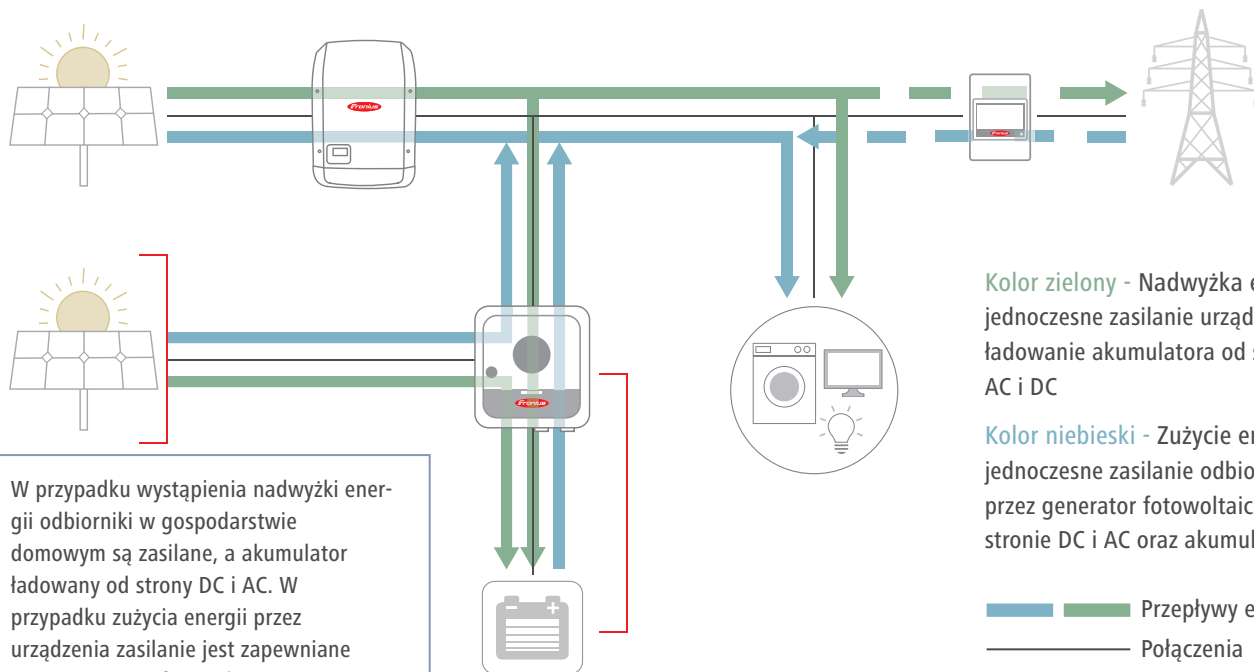 Fronius
Fronius
Kolor zielony - Nadwyżka e
jednoczesne zasilanie urząd
ładowanie akumulatora od s
AC i DC
Fronius
Kolor niebieski - Zużycie en
jednoczesne zasilanie odbio
przez generator fotowoltaic
stronie DC i AC oraz akumul
W przypadku wystąpienia nadwyżki ener-
gii odbiorniki w gospodarstwie
domowym są zasilane, a akumulator
ładowany od strony DC i AC. W
przypadku zużycia energii przez
urządzenia zasilanie jest zapewniane
Przepływy e
Połączenia